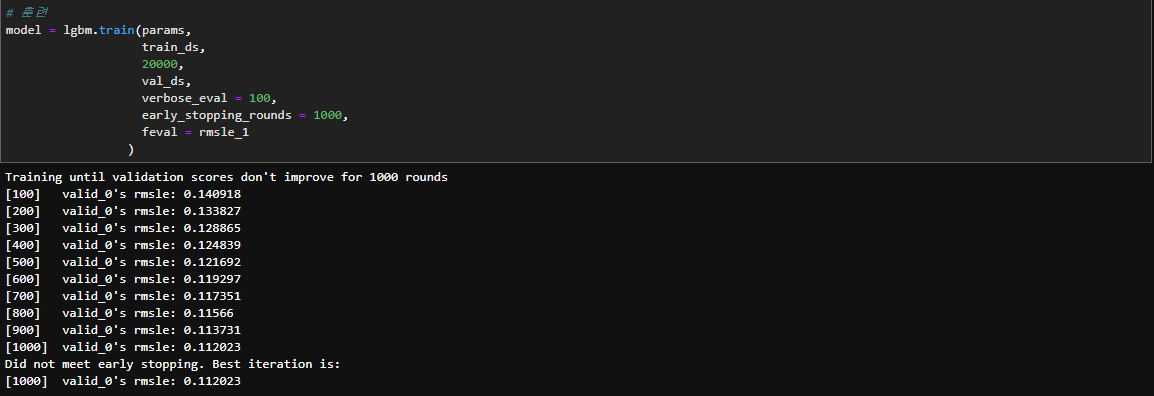 # 훈련
model = lgbm.train(params,
train_ds,
20000,
val_ds,
verbose_eval = 100,
early_stopping_rounds = 1000,
feval = rmsle_1
)
Training until validation scores don't improve for 1000 rounds
[100] valid_0's rmsle: 0.140918
[200] valid_0's rmsle: 0.133827
[300] valid_0's rmsle: 0.128865
[400] valid_0's rmsle: 0.124839
[500] valid_0's rmsle: 0.121692
[600] valid_0's rmsle: 0.119297
[700] valid_0's rmsle: 0.117351
[800] valid_0's rmsle: 0.11566
[900] valid_0's rmsle: 0.113731
[1000] valid_0's rmsle: 0.112023
Did not meet early stopping. Best iteration is:
[1000] valid_0's rmsle: 0.112023